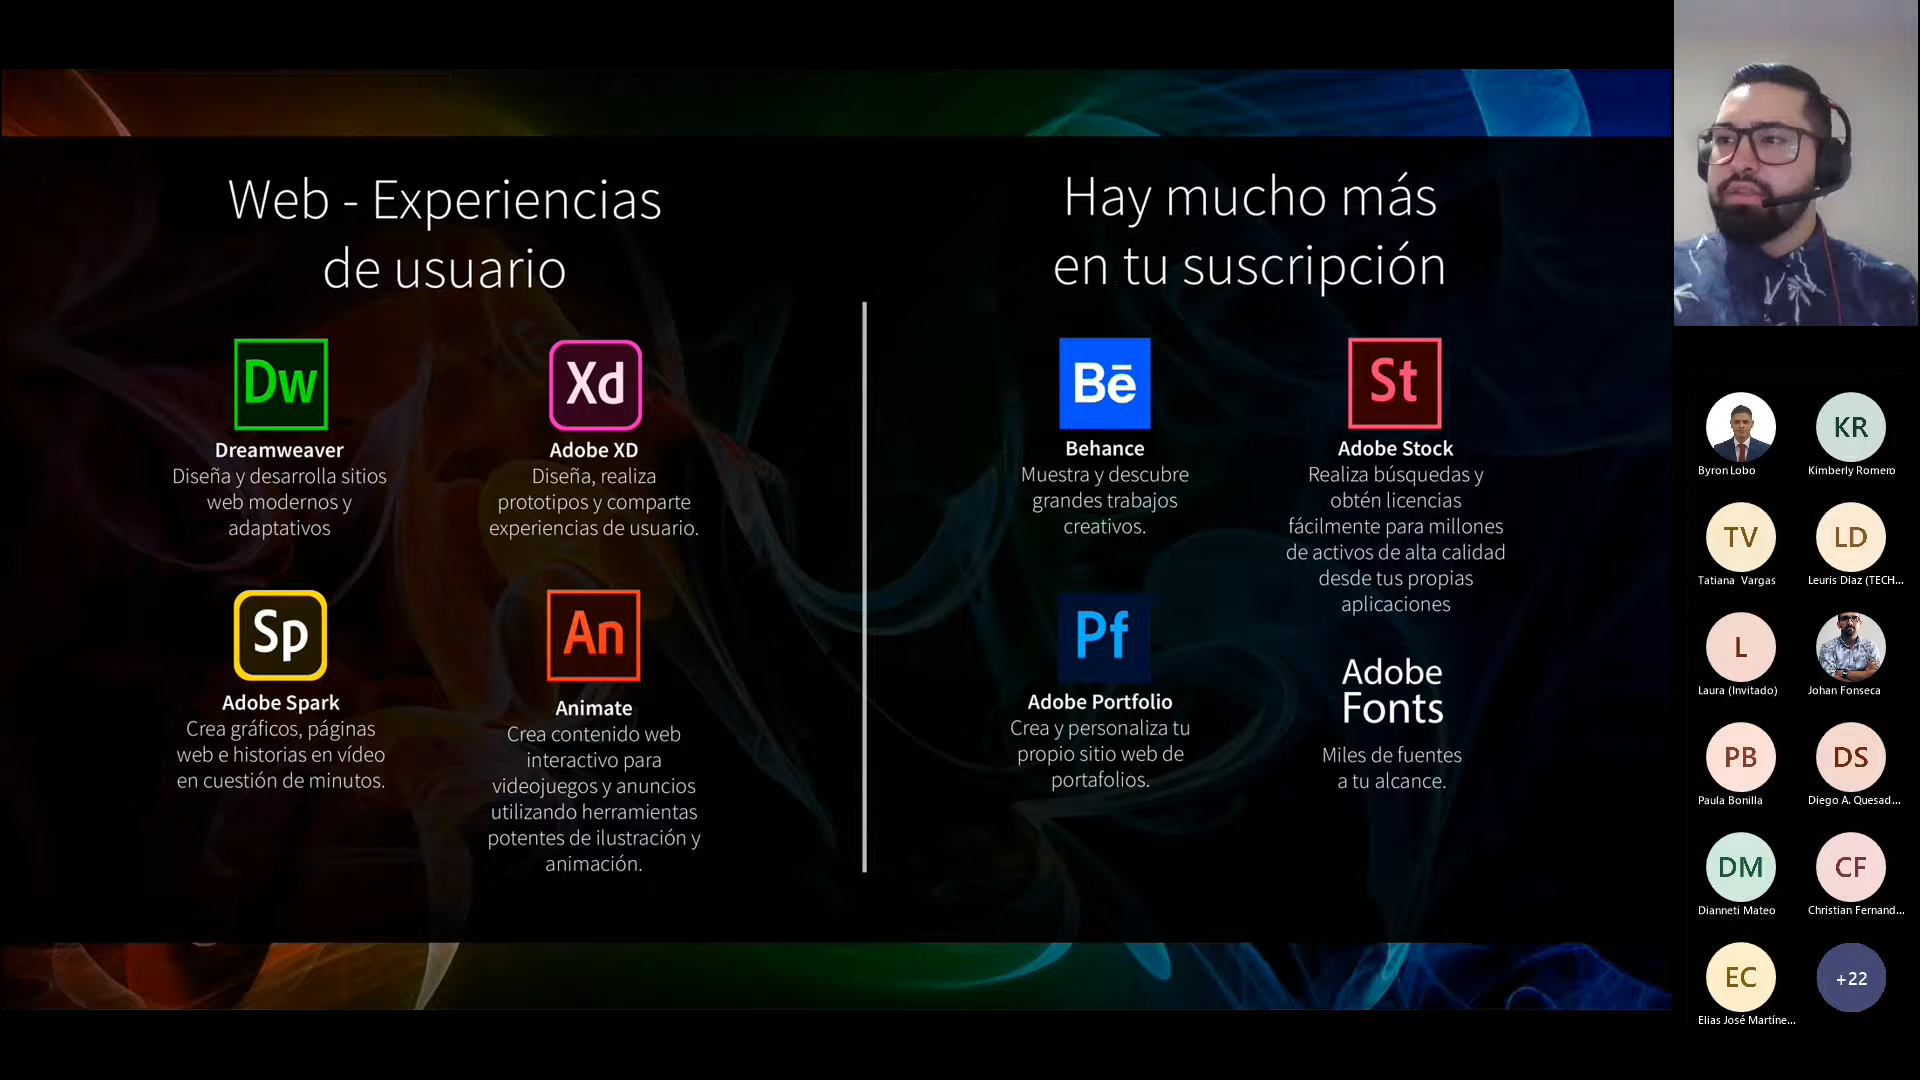 Web - Experiencias
de usuario
Dw
Dreamweaver
Diseña y desarrolla sitios
web modernos y
adaptativos
Xd
Adobe XD
Diseña, realiza
prototipos y comparte
experiencias de usuario.
Sp
Adobe Spark
Crea gráficos, páginas
web e historias en vídeo
en cuestión de minutos.
An
Animate
Crea contenido web
interactivo para
videojuegos y anuncios
utilizando herramientas
potentes de ilustración y
animación.
Hay mucho más
en tu suscripción
Bē
Behance
Muestra y descubre
grandes trabajos
creativos.
St
Adobe Stock
Realiza búsquedas y
obtén licencias
fácilmente para millones
de activos de alta calidad
desde tus propias
aplicaciones
Pf
Adobe Portfolio
Crea y personaliza tu
propio sitio web de
portafolios.
Adobe
Fonts
Miles de fuentes
a tu alcance.
Byron Lobo
KR
Kimberly Romero
TV
Tatiana Vargas
LD
Leuris Diaz (TECH...
L
Laura (Invitado)
Johan Fonseca
PB
Paula Bonilla
DS
Diego A. Quesad...
DM
Dianneti Mateo
CF
Christian Fernand...
EC
Elias José Martíne...
+22